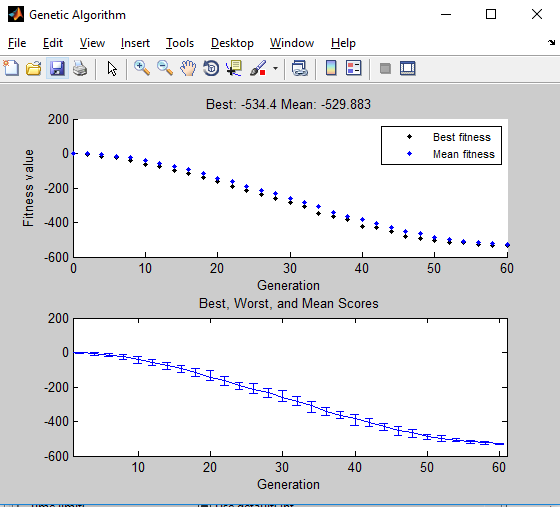 Genetic Algorithm
File Edit View Insert Tools Desktop Window Help
Best: -534.4 Mean: -529.883
200
0
-200
-400
-600
Fitness value
Best fitness
Mean fitness
0 10 20 30 40 50 60
Generation
Best, Worst, and Mean Scores
200
0
-200
-400
-600
10 20 30 40 50 60
Generation